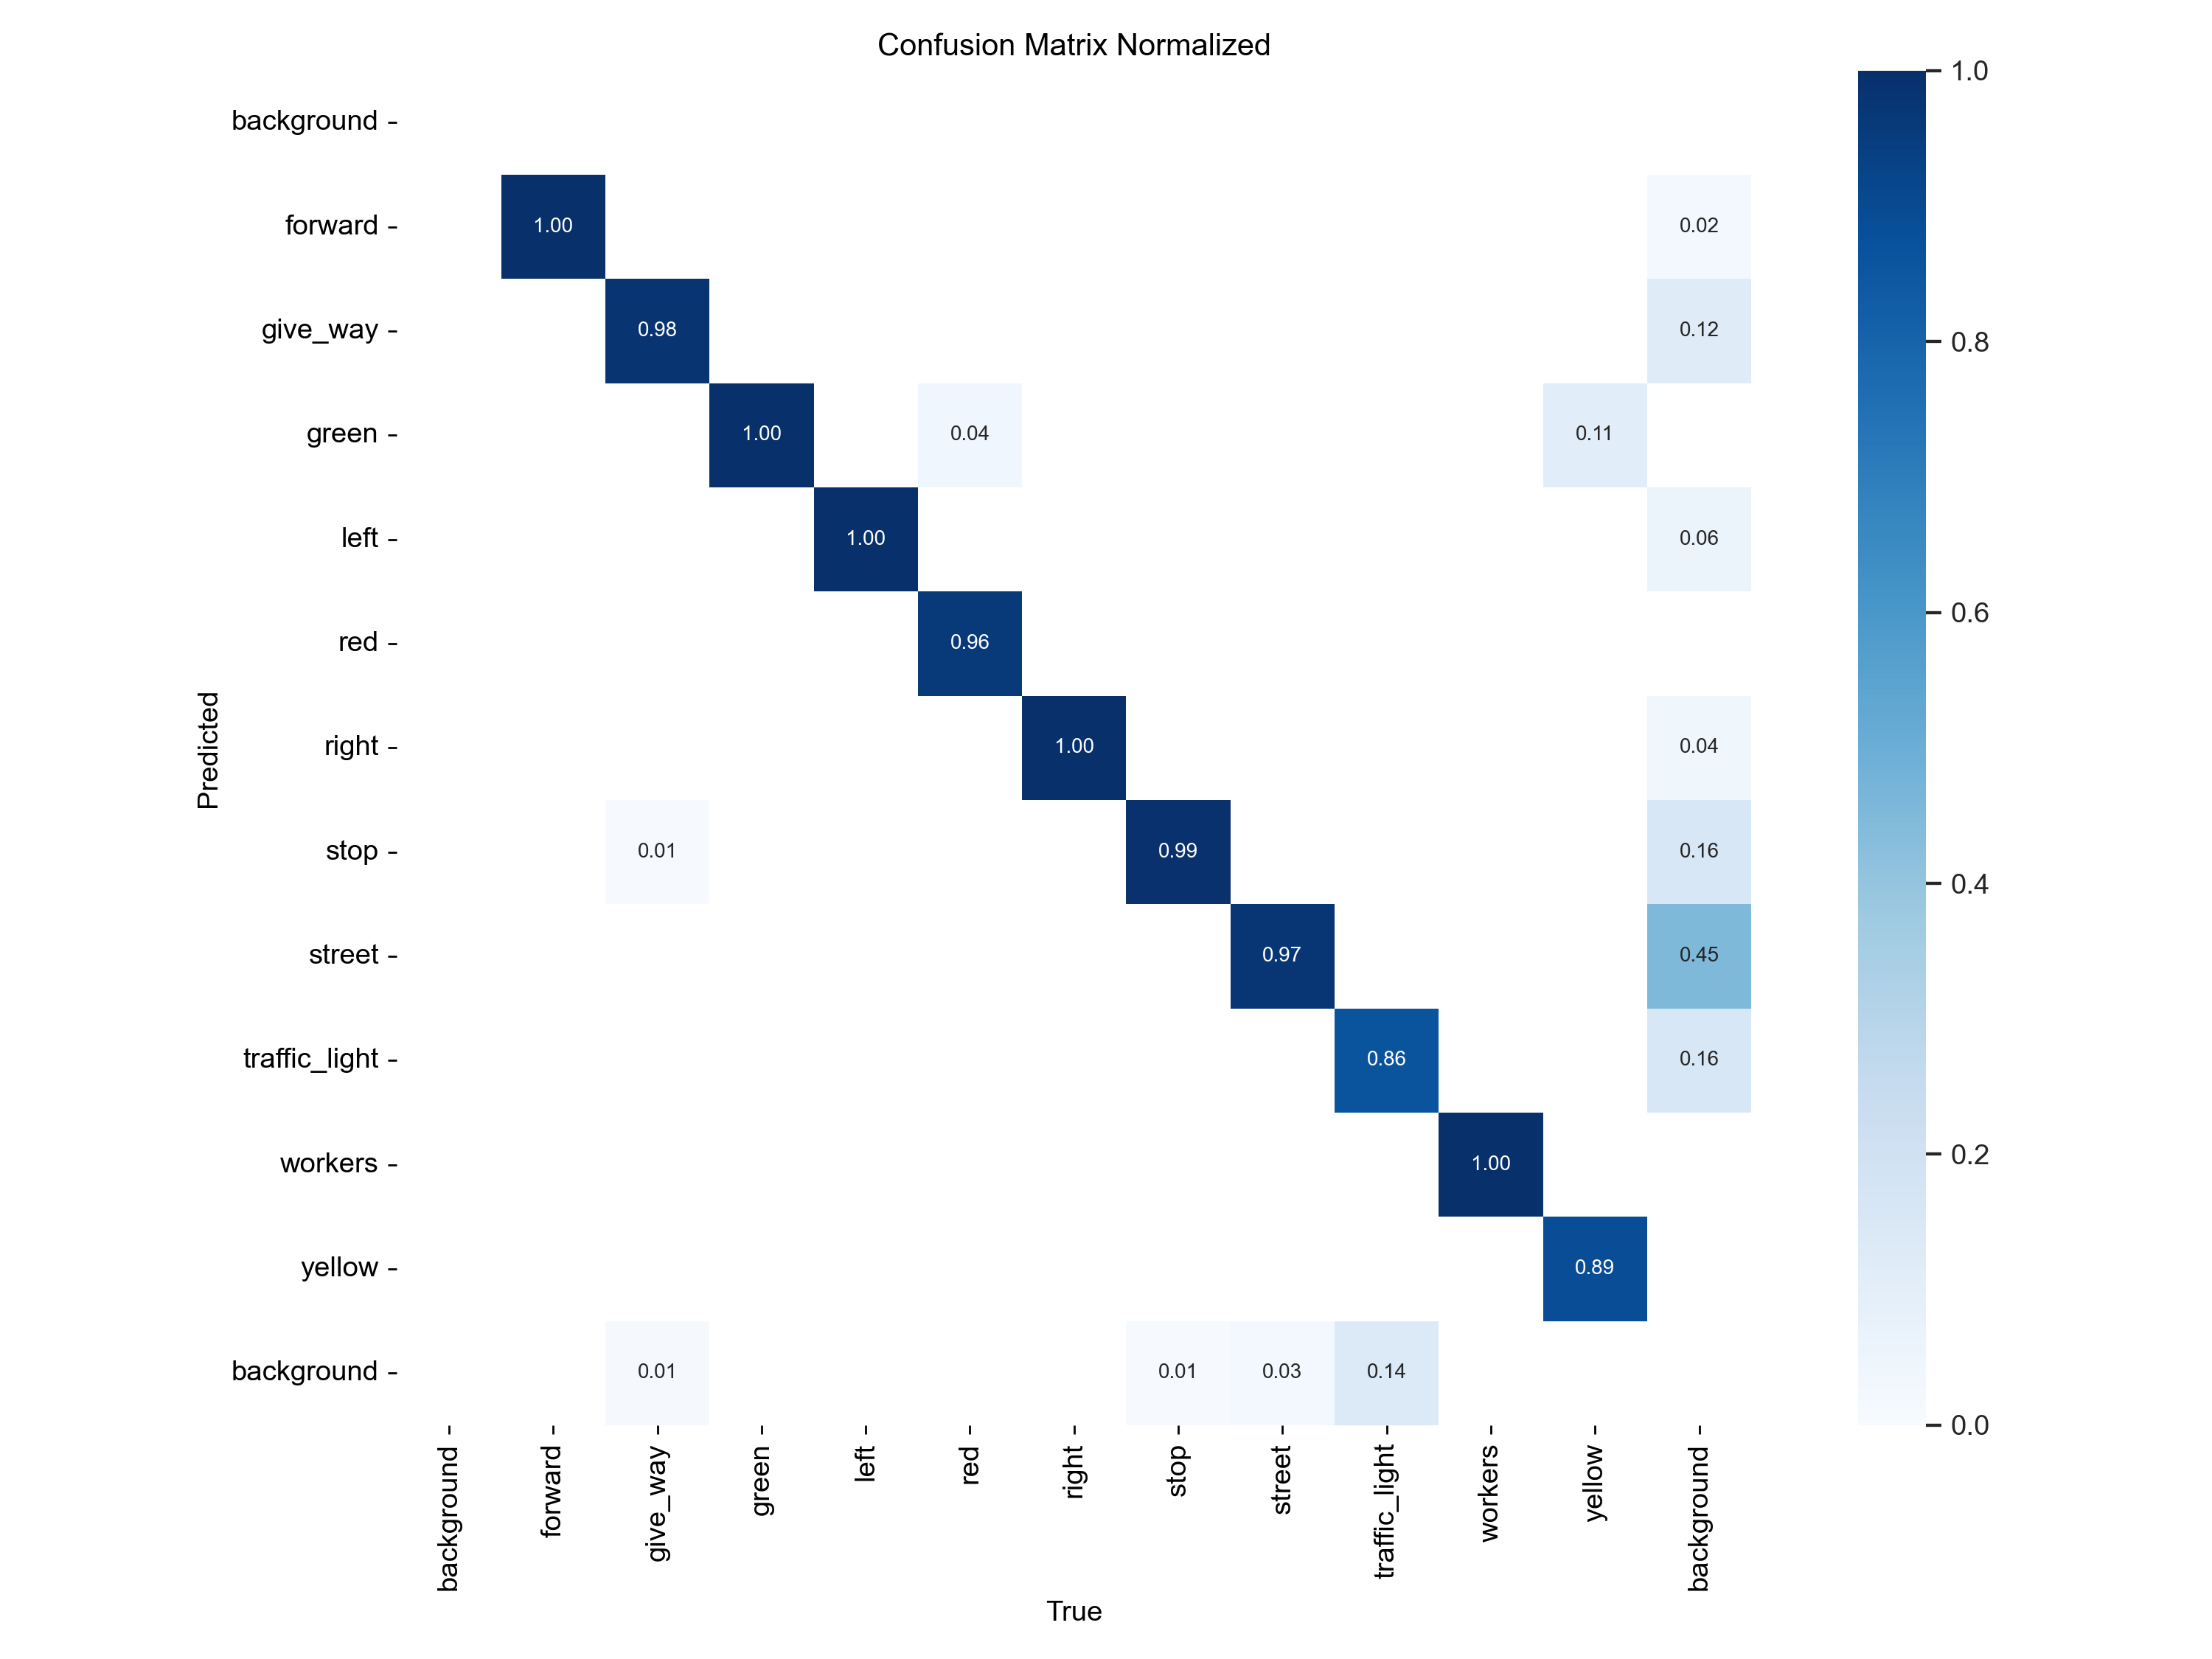 Confusion Matrix Normalized
background
forward 1.00 0.02
give_way 0.98 0.12
green 1.00 0.04 0.11
left 1.00 0.06
red 0.96
right 1.00 0.04
stop 0.01 0.99 0.16
street 0.97 0.45
traffic_light 0.86 0.16
workers 1.00
yellow 0.89
background 0.01 0.01 0.03 0.14
Predicted
background forward give_way green left red right stop street traffic_light workers yellow background
True
1.0
0.8
0.6
0.4
0.2
0.0